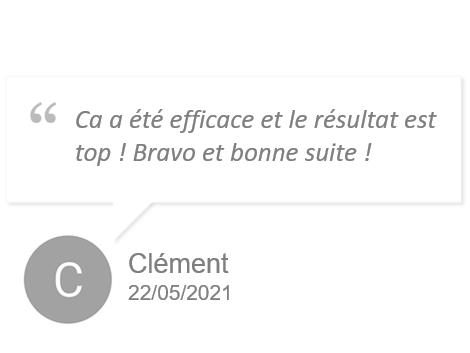 “ Ca a été efficace et le résultat est
top ! Bravo et bonne suite !
C
Clément
22/05/2021